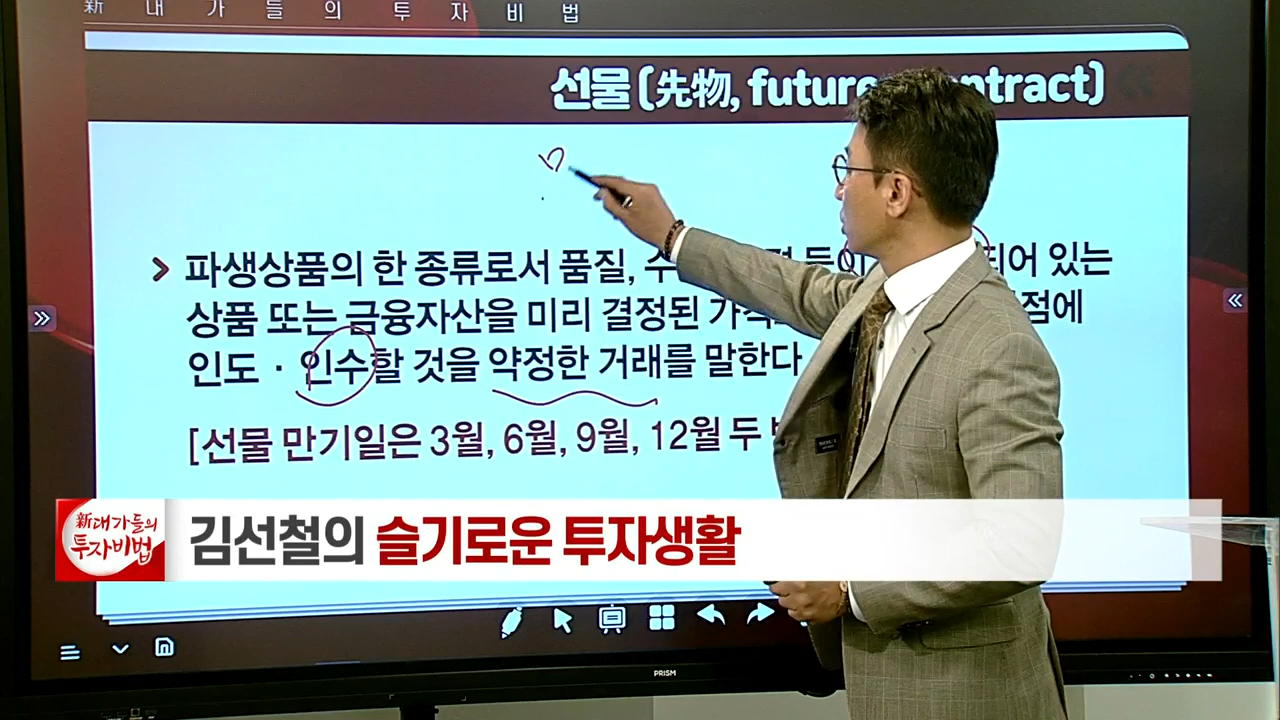 新 대 가 들 의 투 자 비 법
선물 (先物, future ntract)
파생상품의 한 종류로서 품질, 수 되어 있는
상품 또는 금융자산을 미리 결정된 점에
인도 · 인수할 것을 약정한 거래를 말한다
[선물 만기일은 3월, 6월, 9월, 12월 두
新대가들의
투자비법
김선철의 슬기로운 투자생활
PRISM